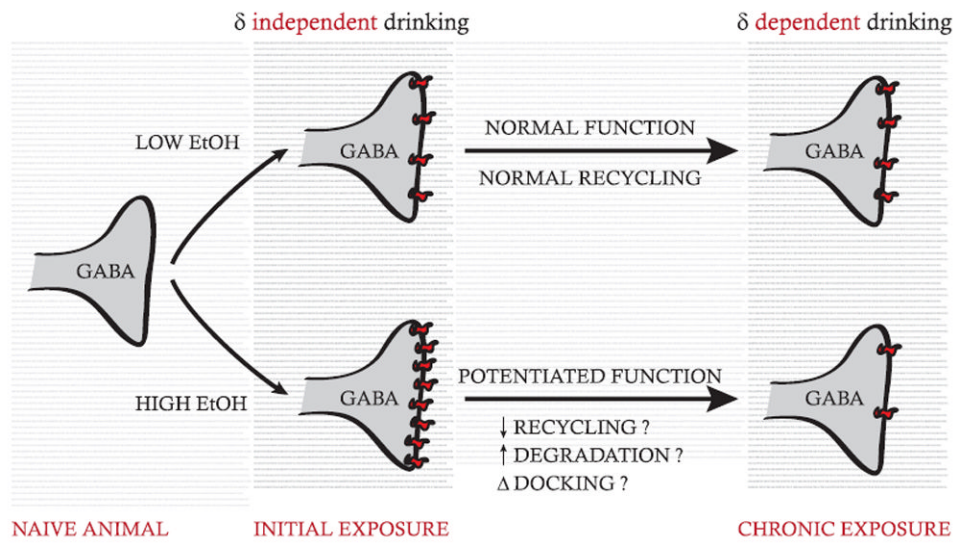 δ independent drinking
δ dependent drinking
LOW EtOH
GABA
NORMAL FUNCTION
NORMAL RECYCLING
GABA
GABA
HIGH EtOH
GABA
POTENTIATED FUNCTION
↓ RECYCLING ?
↑ DEGRADATION ?
Δ DOCKING ?
GABA
NAIVE ANIMAL
INITIAL EXPOSURE
CHRONIC EXPOSURE